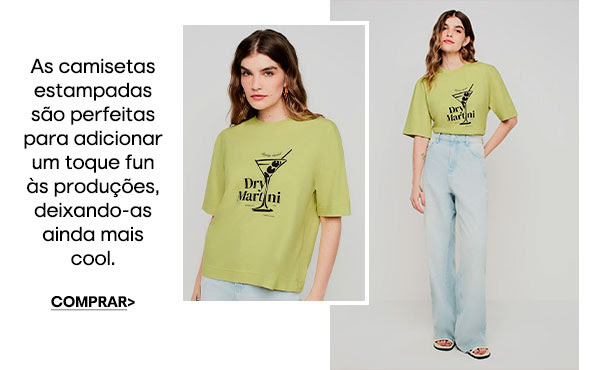 As camisetas
estampadas
são perfeitas
para adicionar
um toque fun
às produções,
deixando-as
ainda mais
cool.
COMPRAR>
Dry
Martini
Dry
Martini